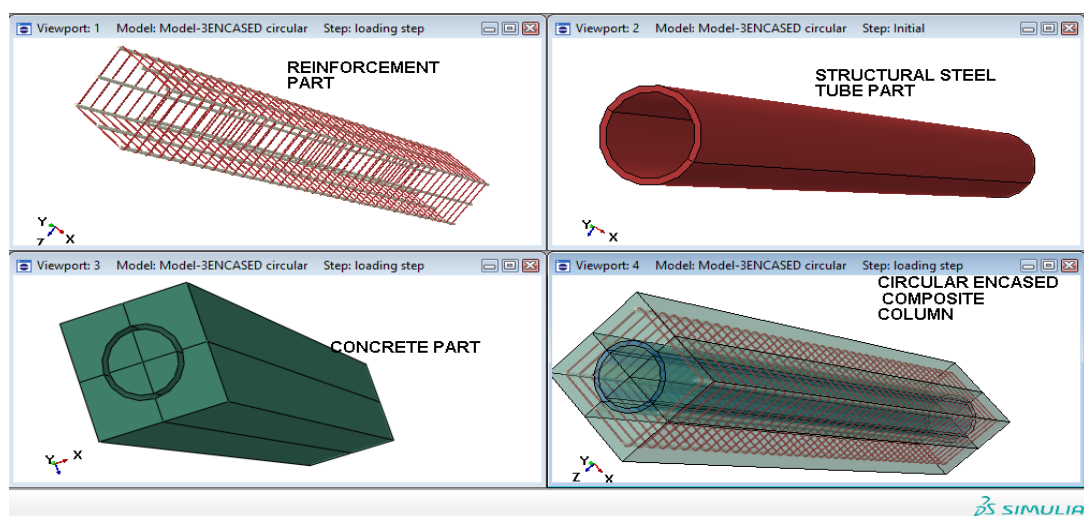 Viewport: 1 Model: Model-3ENCASED circular Step: loading step
REINFORCEMENT
PART
Y
Z
X
Viewport: 2 Model: Model-3ENCASED circular Step: Initial
STRUCTURAL STEEL
TUBE PART
Y
Z
X
Viewport: 3 Model: Model-3ENCASED circular Step: loading step
CONCRETE PART
Y
X
Viewport: 4 Model: Model-3ENCASED circular Step: loading step
CIRCULAR ENCASED
COMPOSITE
COLUMN
Y
Z
X
SIMULIA